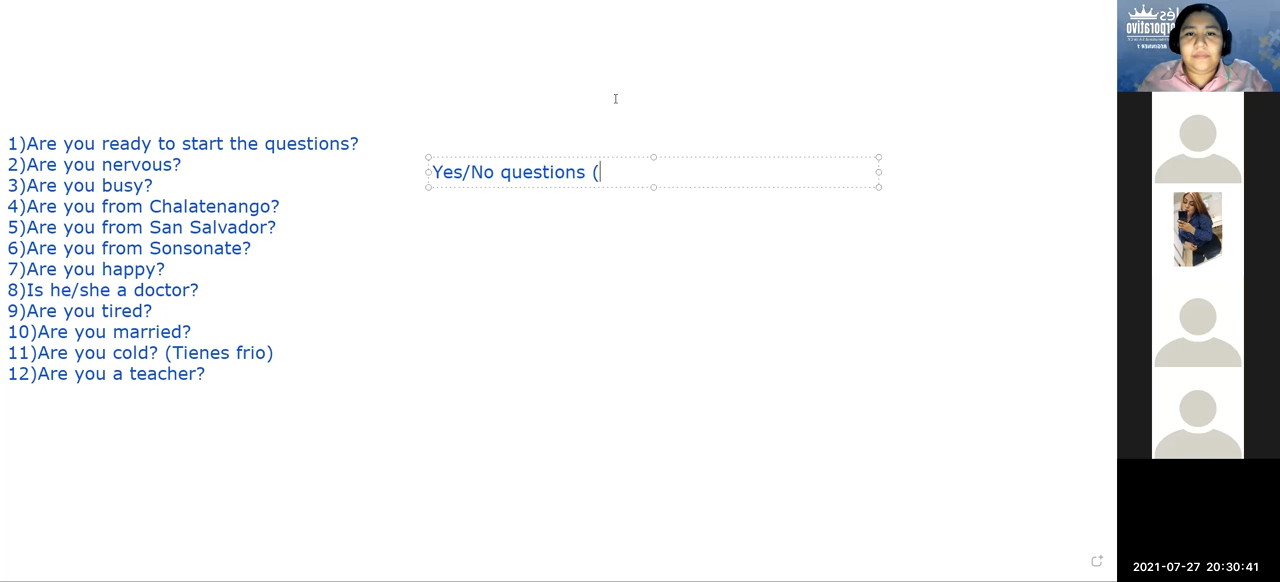 1)Are you ready to start the questions?
2)Are you nervous?
3)Are you busy?
4)Are you from Chalatenango?
5)Are you from San Salvador?
6)Are you from Sonsonate?
7)Are you happy?
8)Is he/she a doctor?
9)Are you tired?
10)Are you married?
11)Are you cold? (Tienes frio)
12)Are you a teacher?
Yes/No questions (
2021-07-27 20:30:41